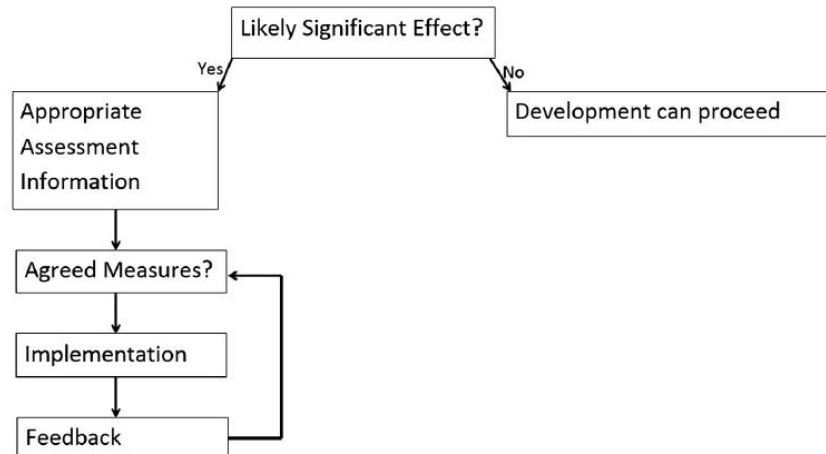 Likely Significant Effect?
Yes
No
Appropriate
Assessment
Information
Development can proceed
Agreed Measures?
Implementation
Feedback